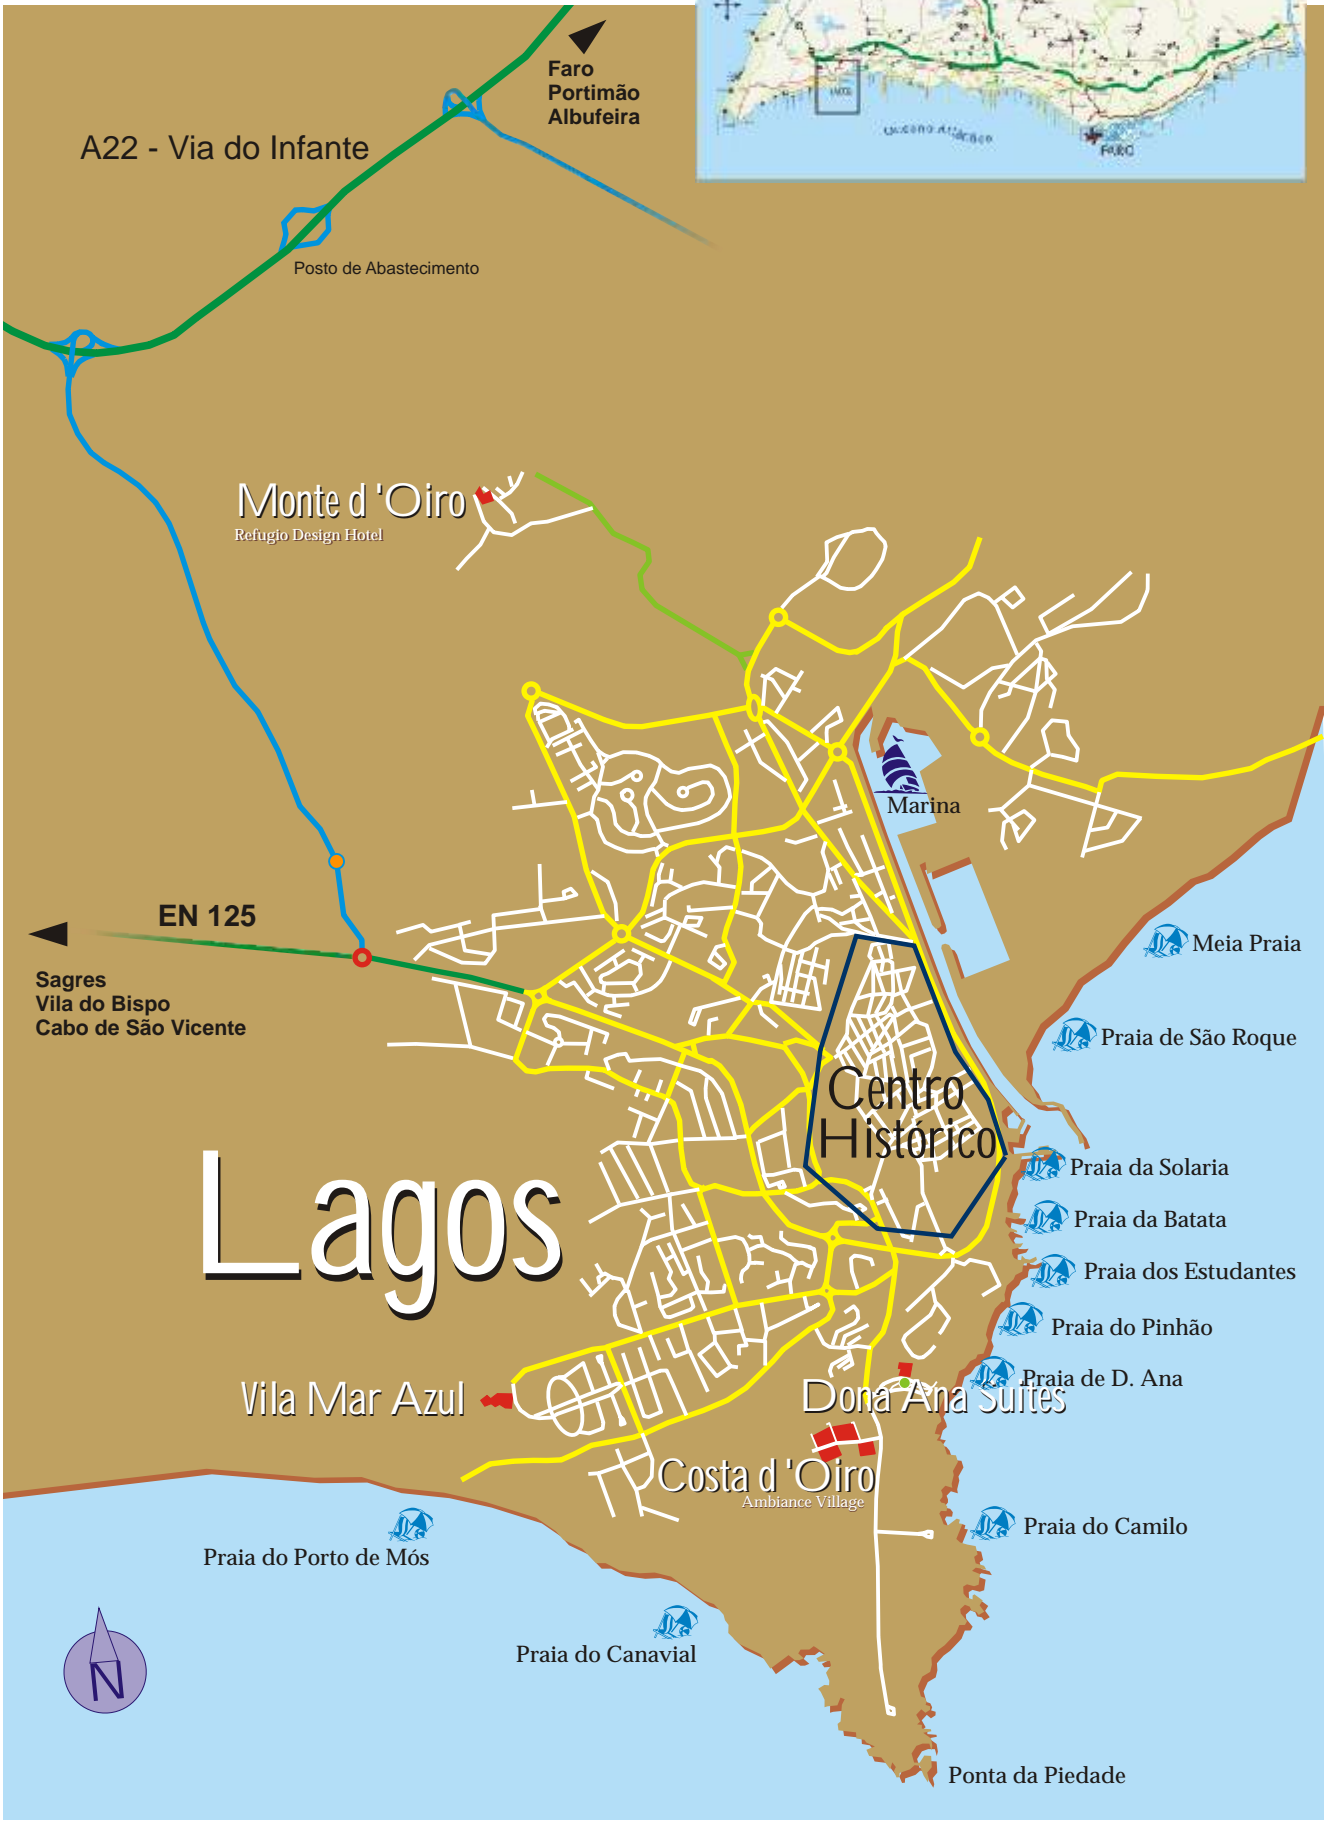 Faro
Portimão
Albufeira
A22 - Via do Infante
FARO
Posto de Abastecimento
Monte d 'Oiro
Refugio Design Hotel
Marina
EN 125
Meia Praia
Sagres
Vila do Bispo
Cabo de São Vicente
Praia de São Roque
Centro
Histórico
Lagos
Praia da Solaria
Praia da Batata
Praia dos Estudantes
Praia do Pinhão
Praia de D. Ana
Vila Mar Azul
Dona Ana Suites
Costa d 'Oiro
Ambiance Village
Praia do Camilo
Praia do Porto de Mós
Praia do Canavial
N
Ponta da Piedade